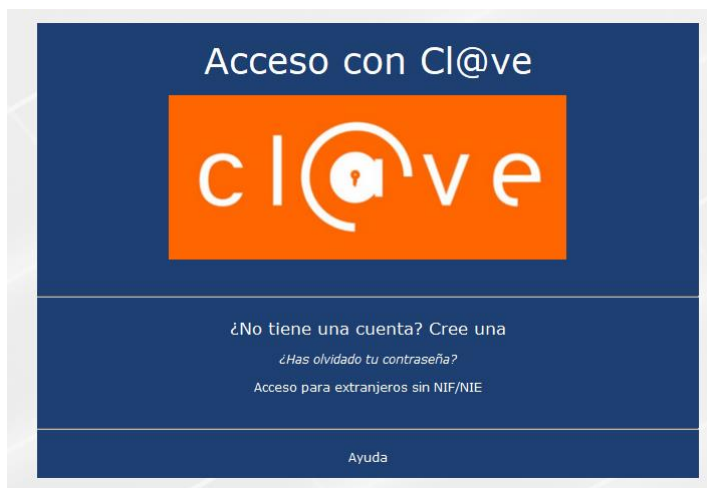 Acceso con Cl@ve
cl@ve
¿No tiene una cuenta? Cree una
¿Has olvidado tu contraseña?
Acceso para extranjeros sin NIF/NIE
Ayuda